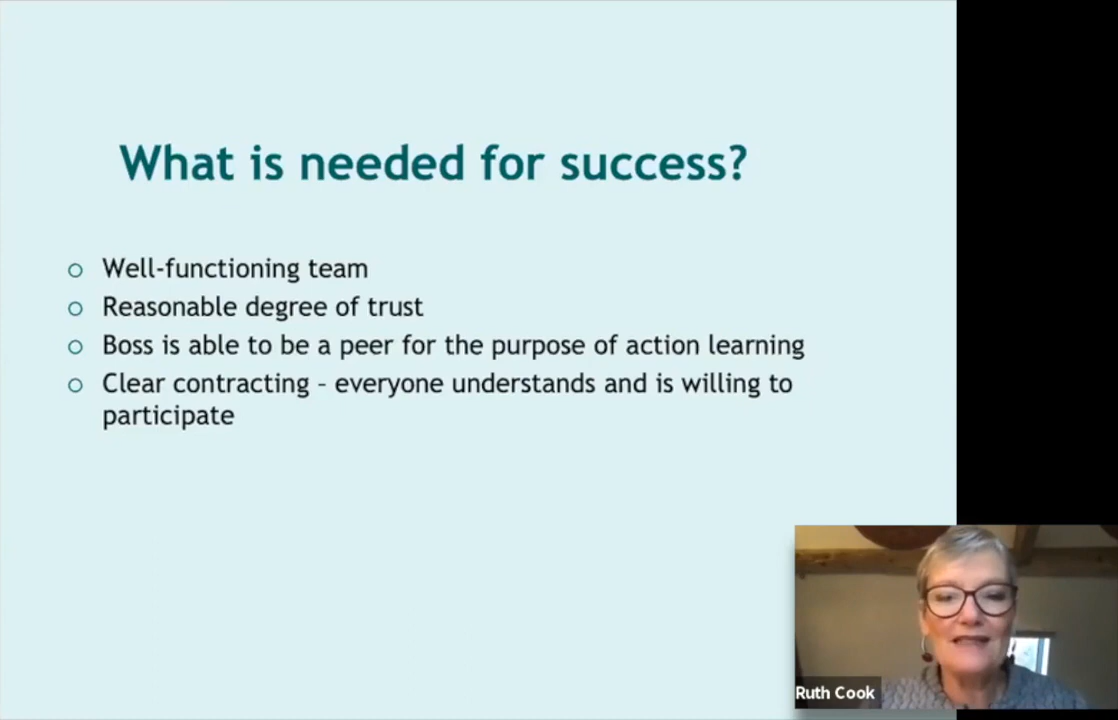 What is needed for success?
○ Well-functioning team
○ Reasonable degree of trust
○ Boss is able to be a peer for the purpose of action learning
○ Clear contracting – everyone understands and is willing to
participate
Ruth Cook